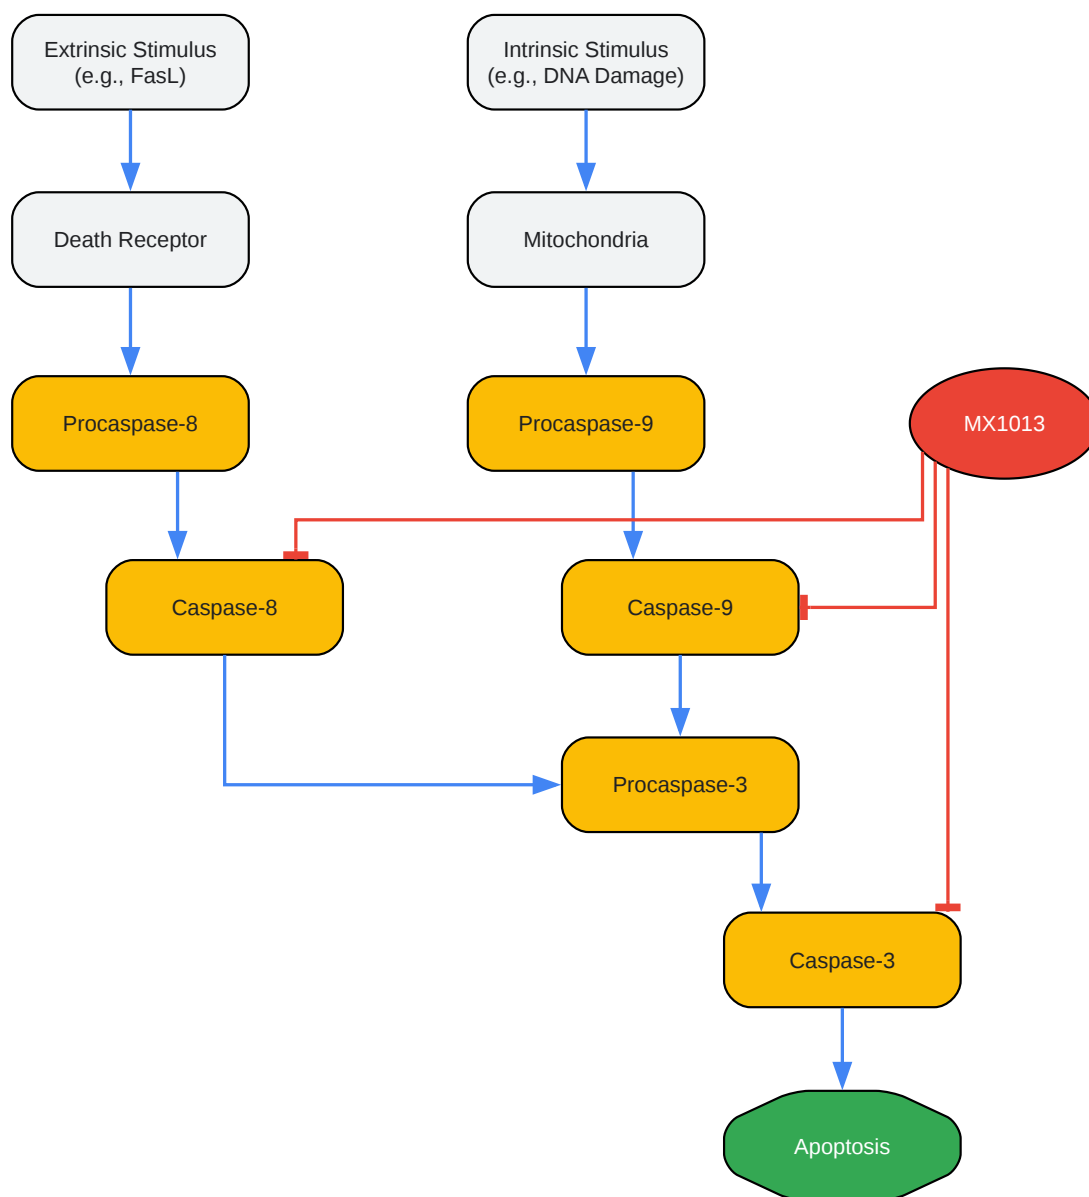 Extrinsic Stimulus
(e.g., FasL)
Intrinsic Stimulus
(e.g., DNA Damage)
Death Receptor
Mitochondria
Procaspase-8
Procaspase-9
MX1013
Caspase-8
Caspase-9
Procaspase-3
Caspase-3
Apoptosis